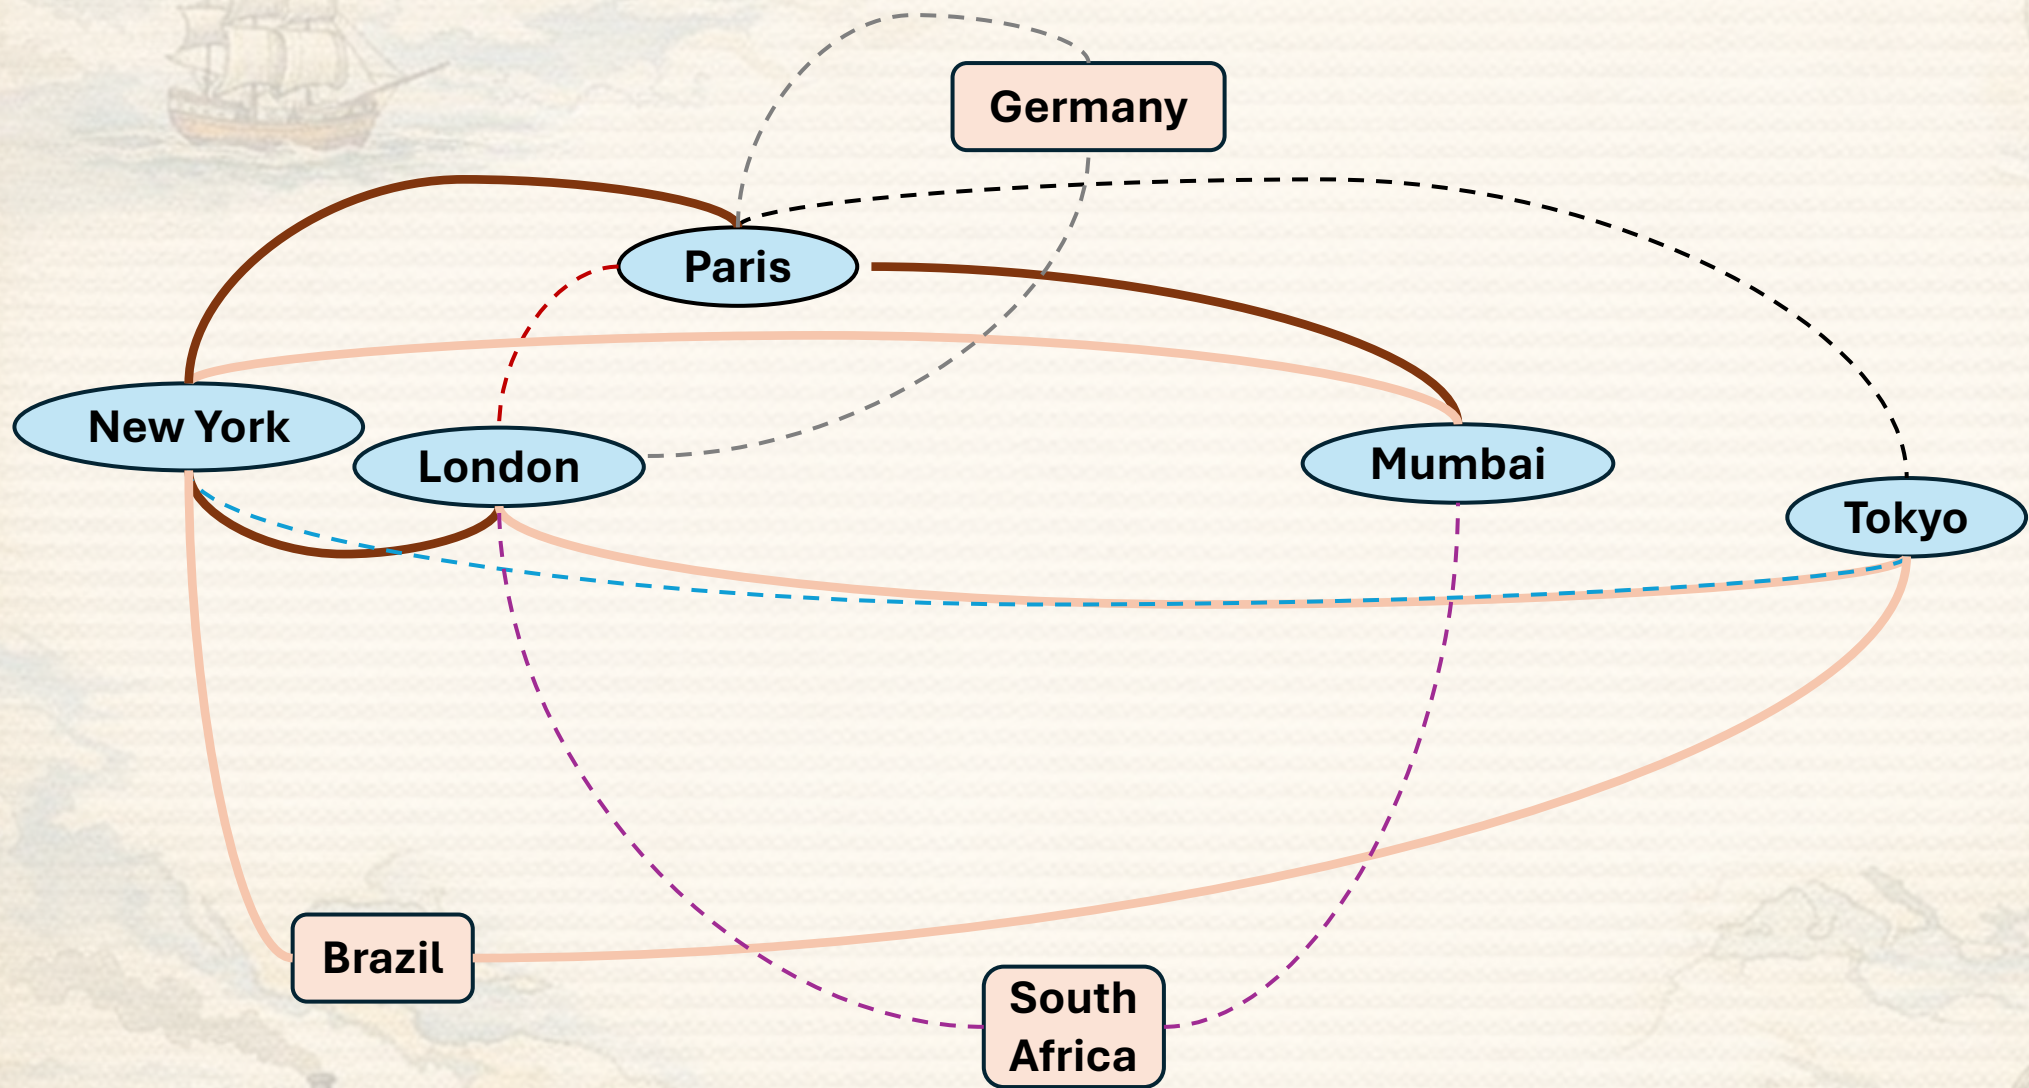 Germany
Paris
New York
London
Mumbai
Tokyo
Brazil
South
Africa